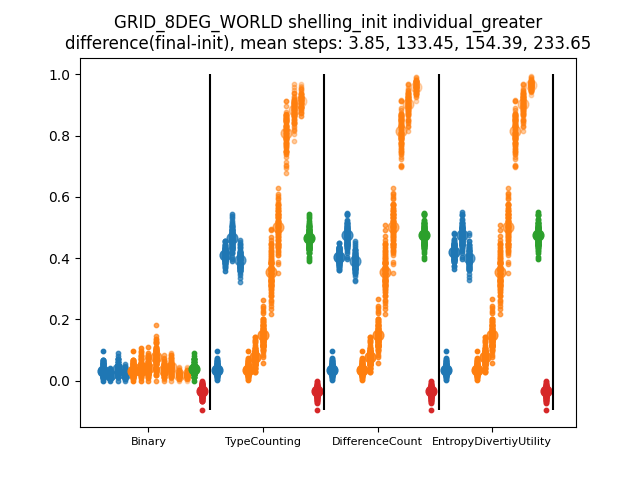 GRID_8DEG_WORLD shelling_init individual_greater
difference(final-init), mean steps: 3.85, 133.45, 154.39, 233.65
1.0
0.8
0.6
0.4
0.2
0.0
Binary TypeCounting DifferenceCount EntropyDivertiyUtility